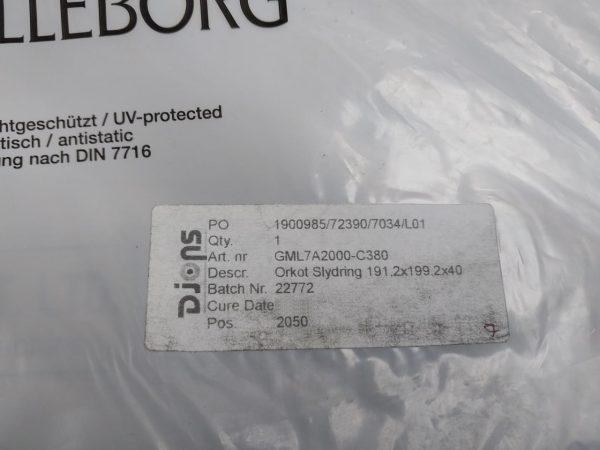 LLEBORG
htgeschützt / UV-protected
tisch / antistatic
ng nach DIN 7716
Djons
PO 1900985/72390/7034/L01
Qty. 1
Art. nr GML7A2000-C380
Descr. Orkot Slydring 191.2x199.2x40
Batch Nr. 22772
Cure Date
Pos. 2050